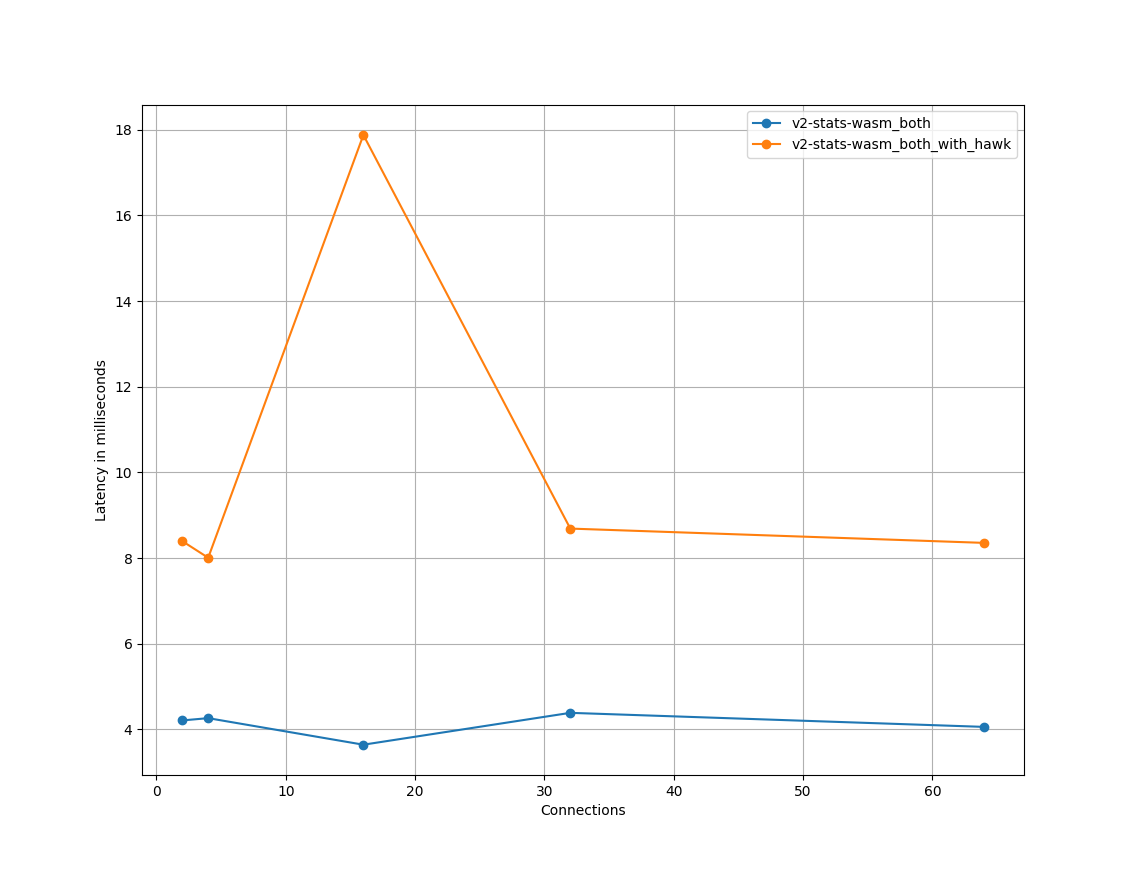 v2-stats-wasm_both
v2-stats-wasm_both_with_hawk
Latency in milliseconds
18
16
14
12
10
8
6
4
0 10 20 30 40 50 60
Connections